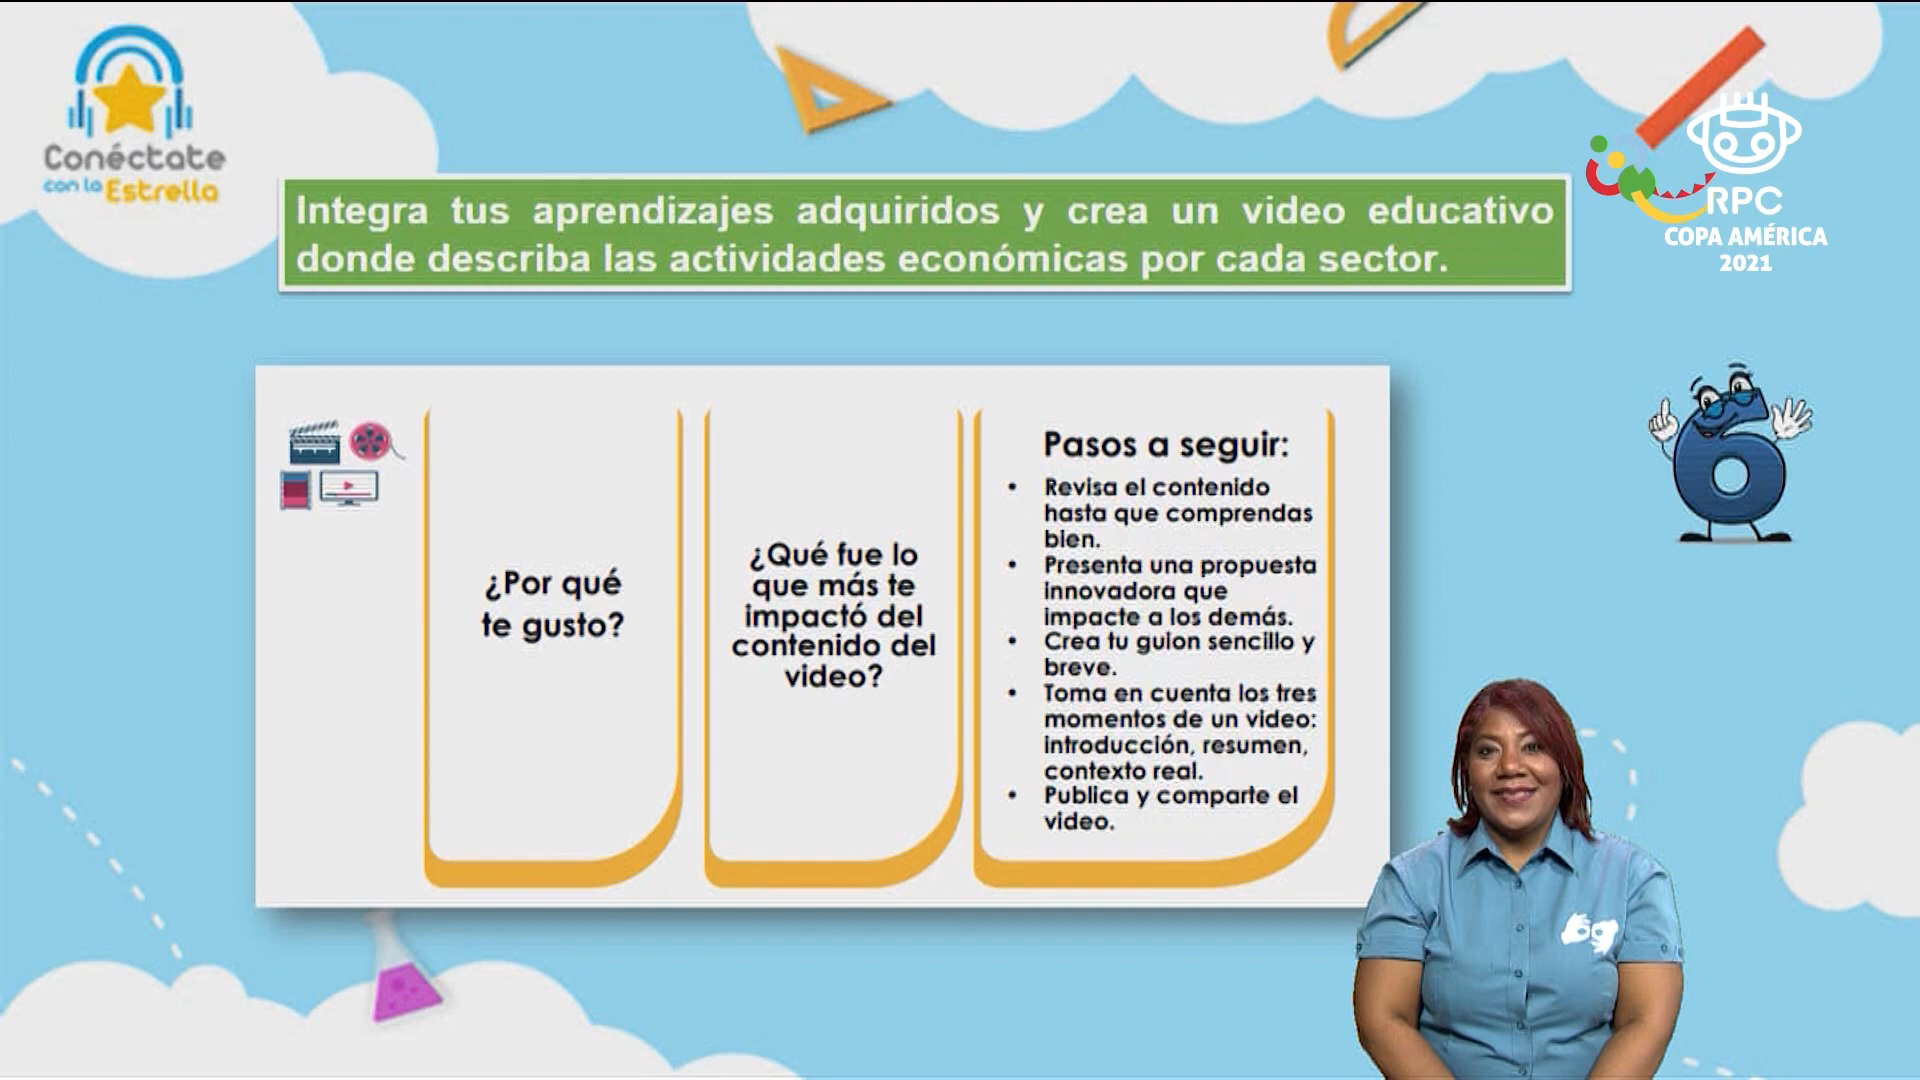 Conéctate
con la Estrella
Integra tus aprendizajes adquiridos y crea un video educativo
donde describa las actividades económicas por cada sector.
RPC
COPA AMÉRICA
2021
6
¿Por qué
te gusto?
¿Qué fue lo
que más te
impactó del
contenido del
video?
Pasos a seguir:
• Revisa el contenido
hasta que comprendas
bien.
• Presenta una propuesta
innovadora que
impacte a los demás.
• Crea tu guion sencillo y
breve.
• Toma en cuenta los tres
momentos de un video:
introducción, resumen,
contexto real.
• Publica y comparte el
video.